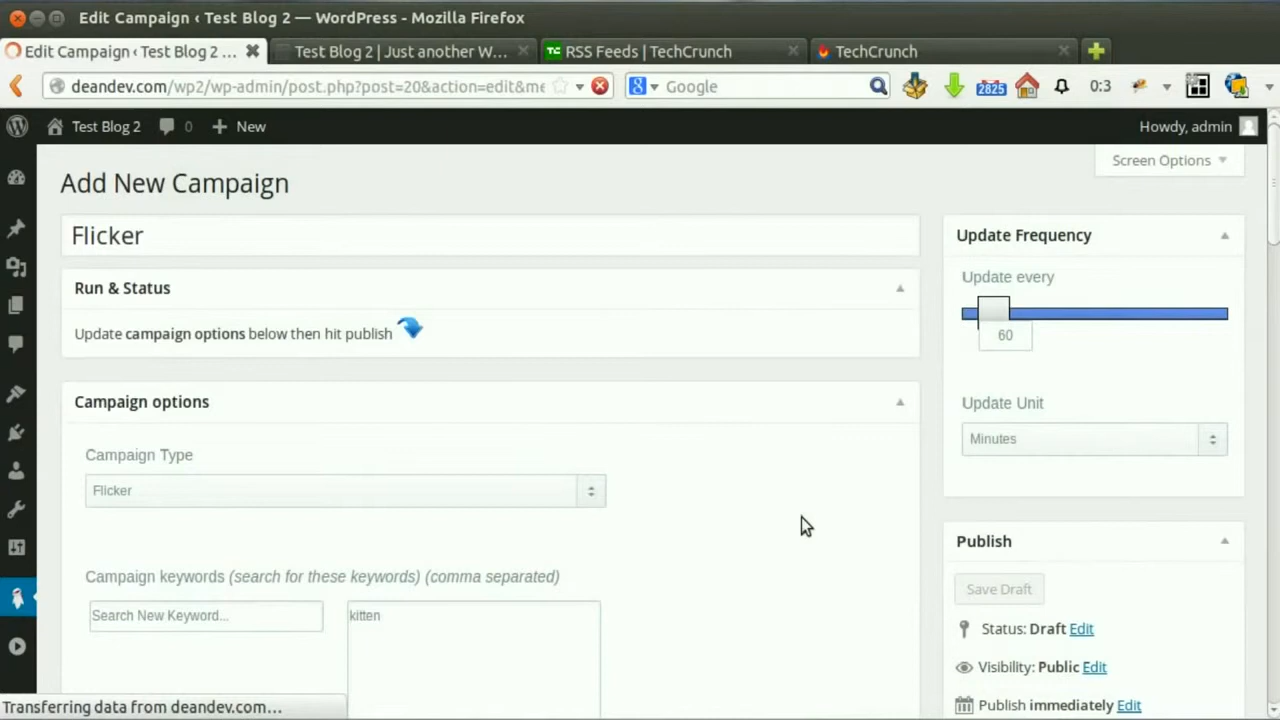 Edit Campaign ‹ Test Blog 2 — WordPress - Mozilla Firefox
Edit Campaign ‹ Test Blog 2 ...
Test Blog 2 | Just another W...
TC RSS Feeds | TechCrunch
TechCrunch
deandev.com/wp2/wp-admin/post.php?post=20&action=edit&me
Google
2825
0:3
Test Blog 2
0
New
Howdy, admin
Screen Options
Add New Campaign
Flicker
Run & Status
Update campaign options below then hit publish
Campaign options
Campaign Type
Flicker
Campaign keywords (search for these keywords) (comma separated)
Search New Keyword...
kitten
Update Frequency
Update every
60
Update Unit
Minutes
Publish
Save Draft
Status: Draft Edit
Visibility: Public Edit
Publish immediately Edit
Transferring data from deandev.com...